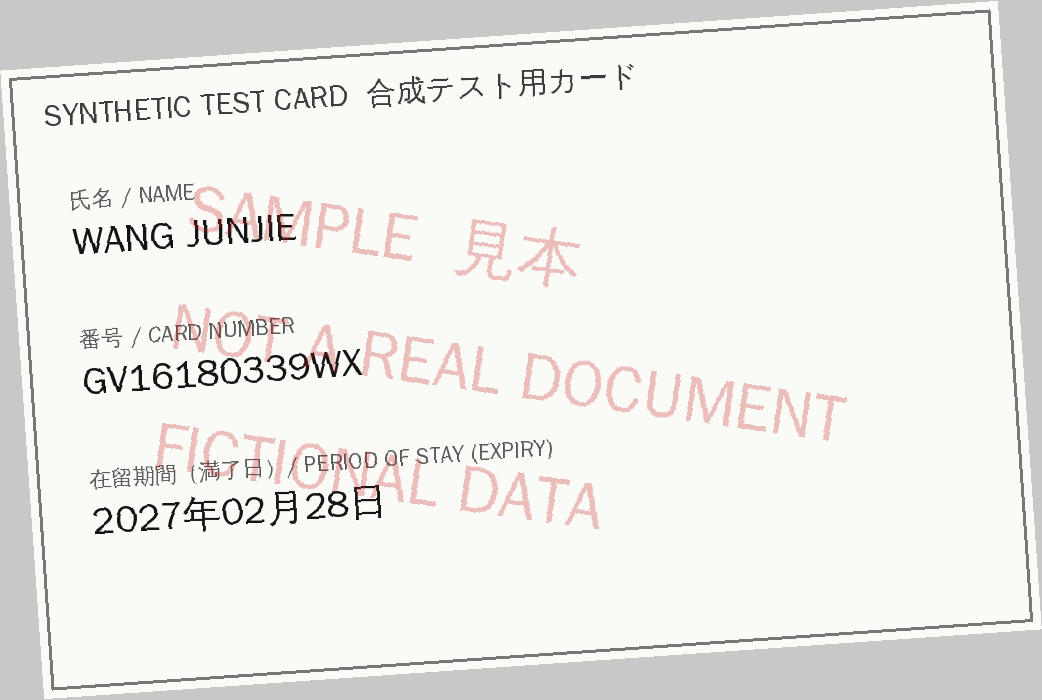 SYNTHETIC TEST CARD 合成テスト用カード
氏名 / NAME
WANG JUNJIE
SAMPLE 見本
番号 / CARD NUMBER
GV16180339WX
NOT A REAL DOCUMENT
在留期間（満了日） / PERIOD OF STAY (EXPIRY)
2027年02月28日
FICTIONAL DATA